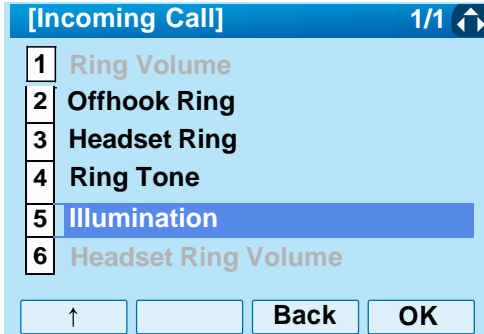 [Incoming Call] 1/1
1 Ring Volume
2 Offhook Ring
3 Headset Ring
4 Ring Tone
5 Illumination
6 Headset Ring Volume
↑ Back OK